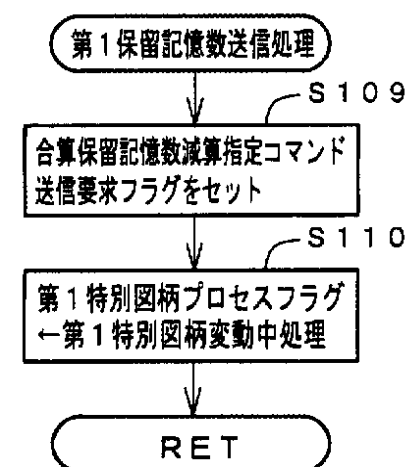 第1保留記憶数送信処理
S109
合算保留記憶数減算指定コマンド
送信要求フラグをセット
S110
第1特別図柄プロセスフラグ
←第1特別図柄変動中処理
RET